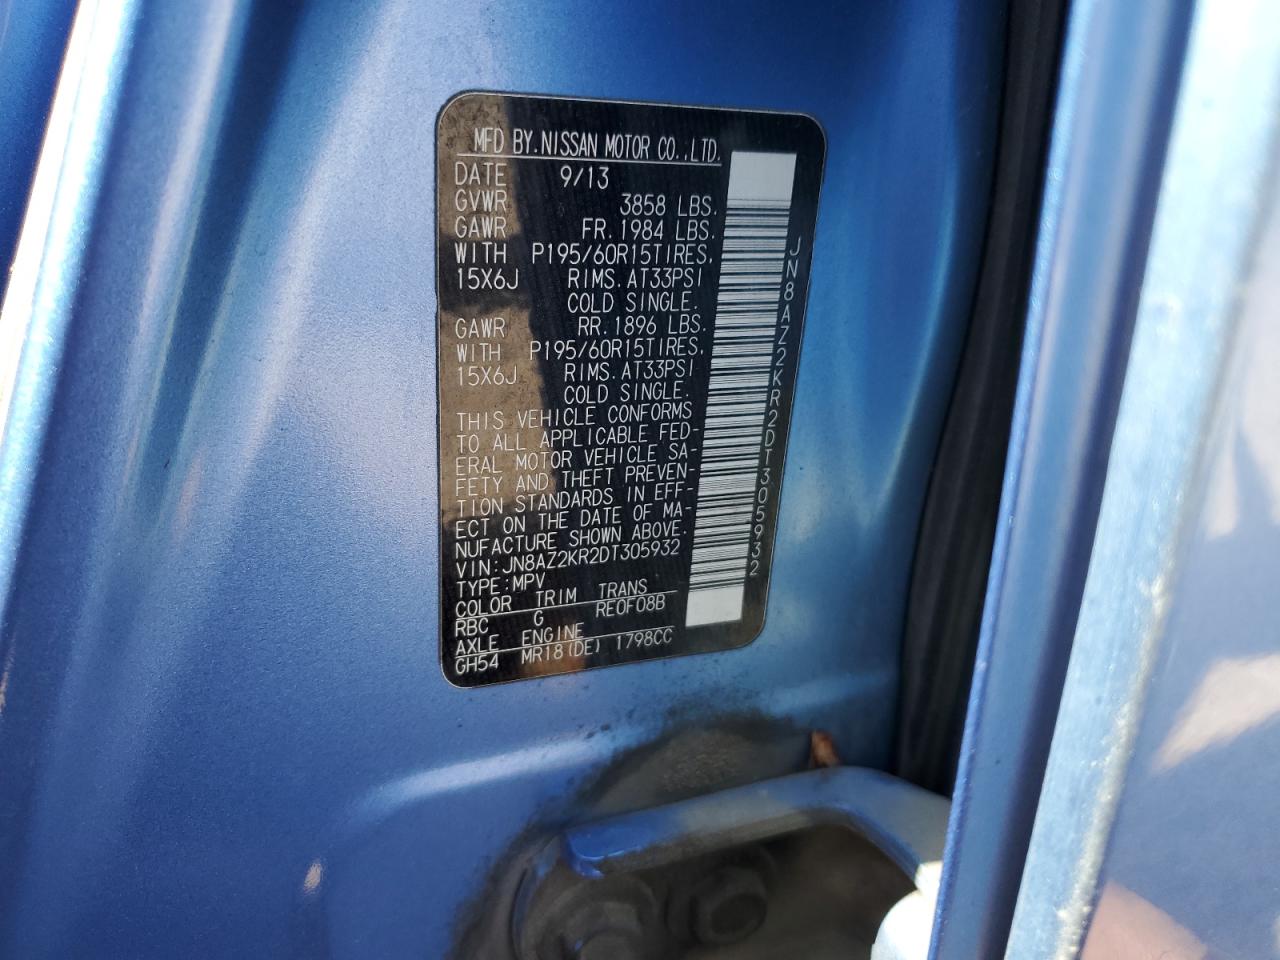 MFD BY.NISSAN MOTOR CO.,LTD.
DATE 9/13
GVWR 3858 LBS.
GAWR FR. 1984 LBS.
WITH P195/60R15TIRES.
15X6J RIMS. AT33PSI
COLD SINGLE.
GAWR RR. 1896 LBS.
WITH P195/60R15TIRES.
15X6J RIMS. AT33PSI
COLD SINGLE.
THIS VEHICLE CONFORMS
TO ALL APPLICABLE FED-
ERAL MOTOR VEHICLE SA-
FETY AND THEFT PREVEN-
TION STANDARDS IN EFF-
ECT ON THE DATE OF MA-
NUFACTURE SHOWN ABOVE.
VIN:JN8AZ2KR2DT305932
TYPE:MPV
COLOR TRIM TRANS
RBC G RE0F08B
AXLE ENGINE
GH54 MR18(DE) 1798CC
JN8AZ2KR2DT305932